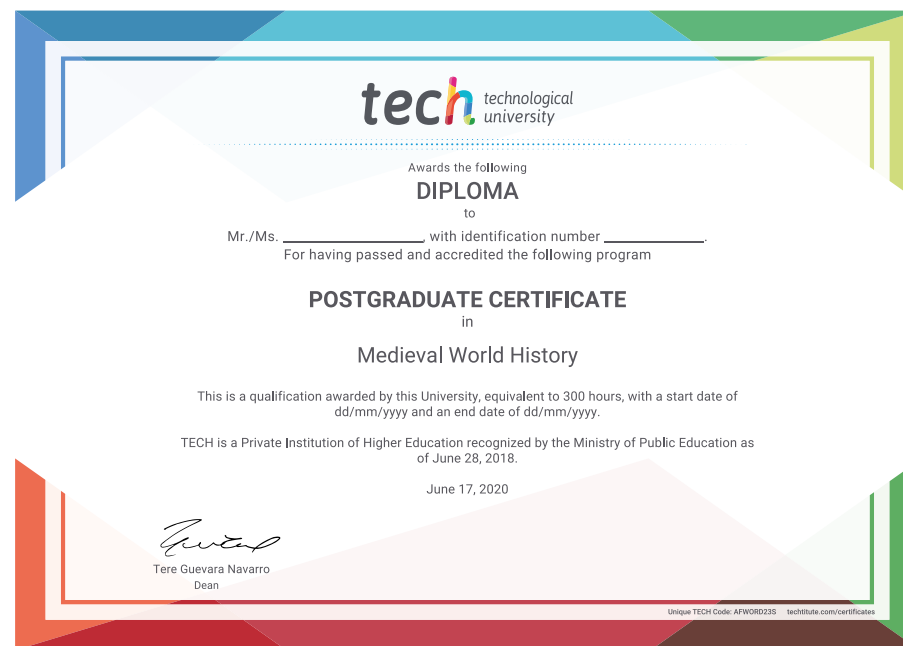 tech technological
university
Awards the following
DIPLOMA
to
Mr./Ms. ____________________, with identification number ______________.
For having passed and accredited the following program
POSTGRADUATE CERTIFICATE
in
Medieval World History
This is a qualification awarded by this University, equivalent to 300 hours, with a start date of
dd/mm/yyyy and an end date of dd/mm/yyyy.
TECH is a Private Institution of Higher Education recognized by the Ministry of Public Education as
of June 28, 2018.
June 17, 2020
Tere Guevara Navarro
Dean
Unique TECH Code: AFWORD23S techtitute.com/certificates